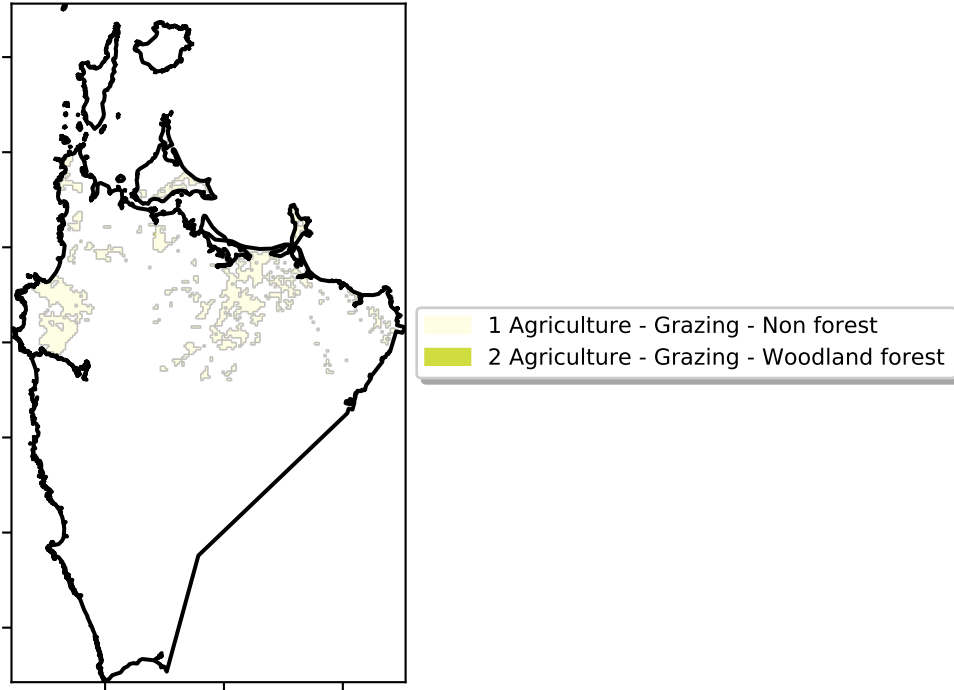 1 Agriculture - Grazing - Non forest
2 Agriculture - Grazing - Woodland forest